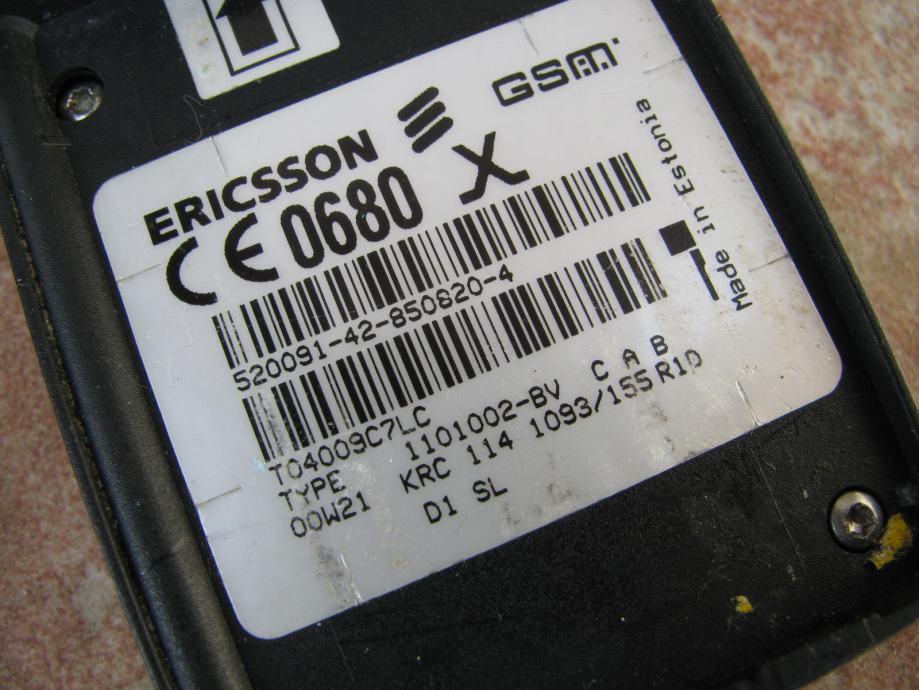 ERICSSON GSM
CE 0680 X
520091-42-850820-4
T04009C7LC
TYPE 1101002-BV C A B
00W21 KRC 114 1093/155 R1D
D1 SL
Made in Estonia